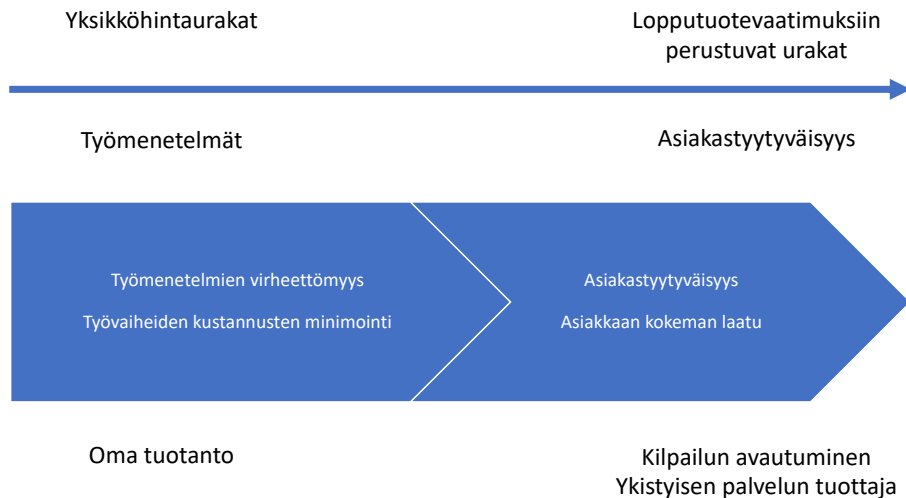 Yksikköhintaurakat
Lopputuotevaatimuksiin
perustuvat urakat
Työmenetelmät
Asiakastyytyväisyys
Työmenetelmien virheettömyys
Työvaiheiden kustannusten minimointi
Asiakastyytyväisyys
Asiakkaan kokeman laatu
Oma tuotanto
Kilpailun avautuminen
Ykistyisen palvelun tuottaja